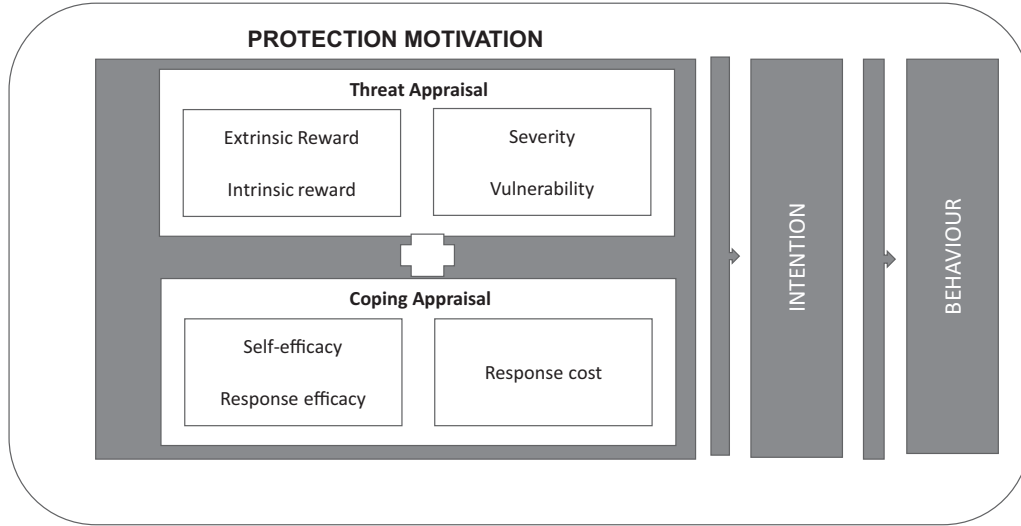 PROTECTION MOTIVATION
Threat Appraisal
Extrinsic Reward
Intrinsic reward
Severity
Vulnerability
Coping Appraisal
Self-efficacy
Response efficacy
Response cost
INTENTION
BEHAVIOUR